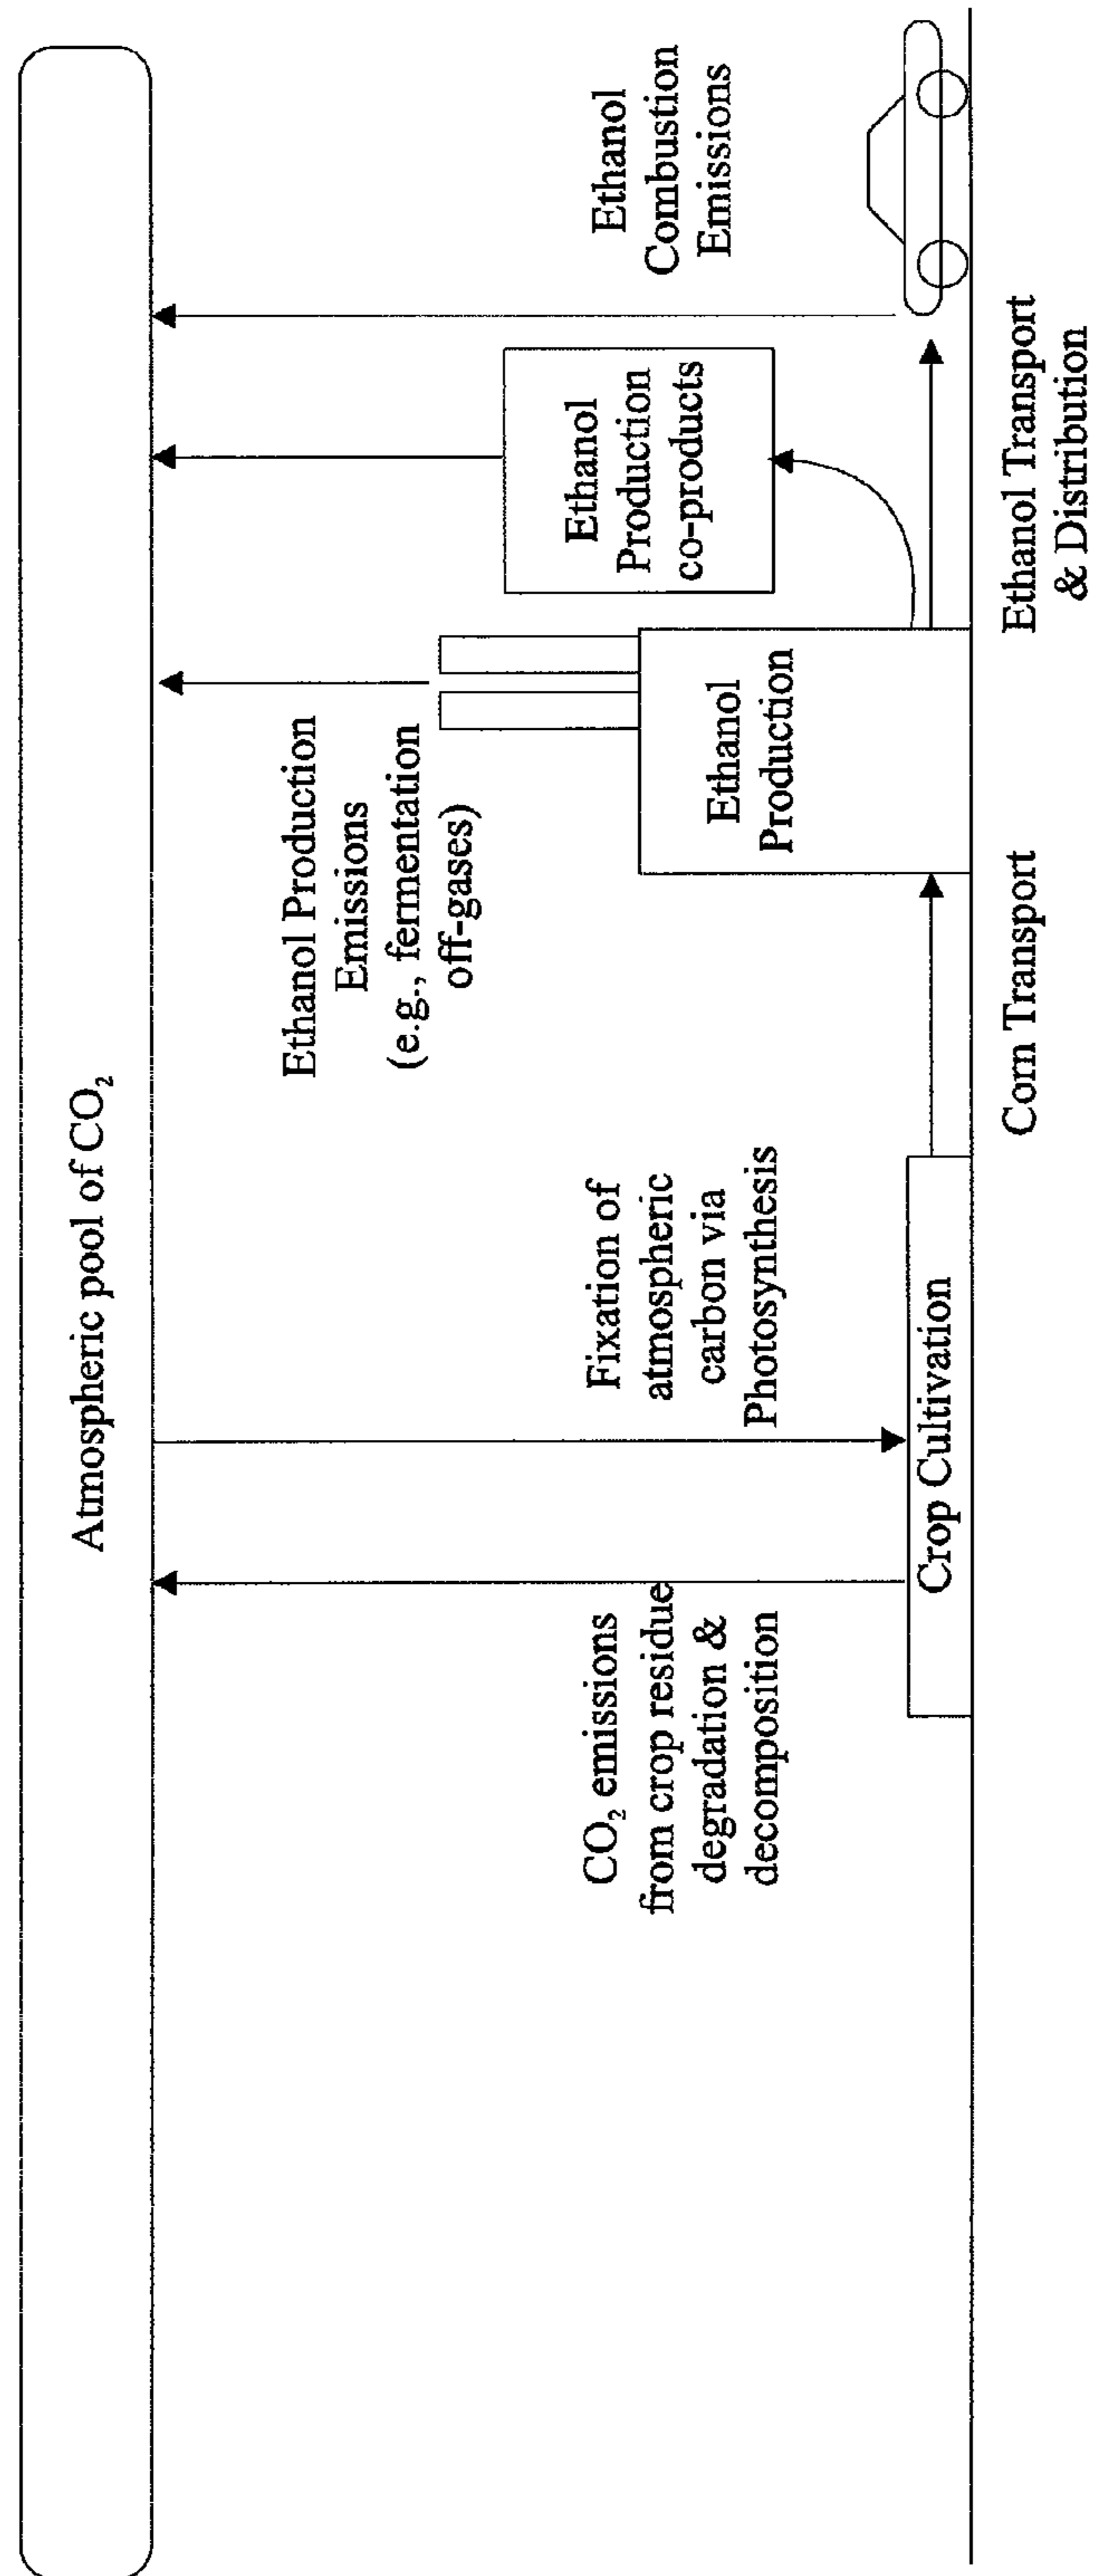 Atmospheric pool of CO₂
CO₂ emissions
from crop residue
degradation &
decomposition
Fixation of
atmospheric
carbon via
Photosynthesis
Ethanol Production
Emissions
(e.g., fermentation
off-gases)
Ethanol
Combustion
Emissions
Crop Cultivation
Ethanol
Production
Ethanol
Production
co-products
Corn Transport
Ethanol Transport
& Distribution